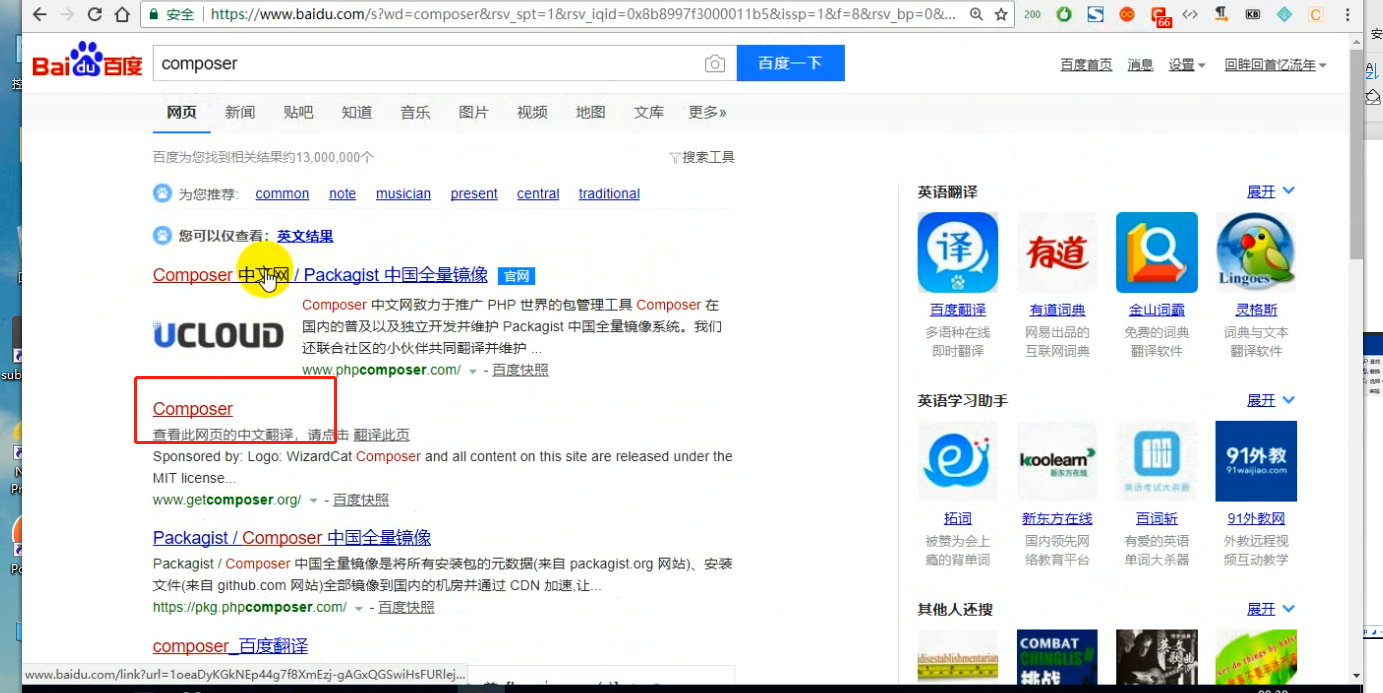 安全 https://www.baidu.com/s?wd=composer&rsv_spt=1&rsv_iqid=0x8b8997f3000011b5&issp=1&f=8&rsv_bp=0&... 200 66 KB C
Bai du 百度 composer 百度一下 百度首页 消息 设置 回眸回首忆流年
网页 新闻 贴吧 知道 音乐 图片 视频 地图 文库 更多»
百度为您找到相关结果约13,000,000个 搜索工具
为您推荐: common note musician present central traditional
您可以仅查看: 英文结果
Composer 中文网 / Packagist 中国全量镜像 官网
UCLOUD
Composer 中文网致力于推广 PHP 世界的包管理工具 Composer 在
国内的普及以及独立开发并维护 Packagist 中国全量镜像系统。我们
还联合社区的小伙伴共同翻译并维护 ...
www.phpcomposer.com/ - 百度快照
Composer
查看此网页的中文翻译，请点击 翻译此页
Sponsored by: Logo: WizardCat Composer and all content on this site are released under the
MIT license...
www.getcomposer.org/ - 百度快照
Packagist / Composer 中国全量镜像
Packagist / Composer 中国全量镜像是将所有安装包的元数据(来自 packagist.org 网站)、安装
文件(来自 github.com 网站)全部镜像到国内的机房并通过 CDN 加速,让...
https://pkg.phpcomposer.com/ - 百度快照
composer_百度翻译
www.baidu.com/link?url=1oeaDyKGkNEp44g7f8XmEzj-gAGxQGSwiHsFURlej...
英语翻译 展开
译 有道 Lingoes
百度翻译 有道词典 金山词霸 灵格斯
多语种在线 网易出品的 免费的词典 词典与文本
即时翻译 互联网词典 翻译软件 翻译软件
英语学习助手 展开
koolearn 新东方在线 英语考试大杀器 91外教 91waijiao.com
拓词 新东方在线 百词斩 91外教网
被赞为会上 国内领先网 有爱的英语 外教远程视
瘾的背单词 络教育平台 单词大杀器 频互动教学
其他人还搜 展开
COMBAT
CHINGLIS
挑战